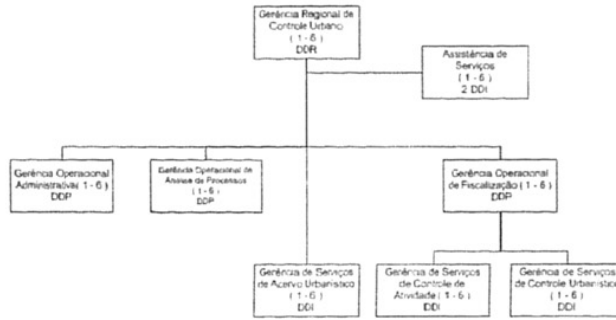 Gerência Regional de
Controle Urbano
( 1 - 6 )
DDR
Assistência de
Serviços
( 1 - 6 )
2 DDI
Gerência Operacional
Administrativa( 1 - 6 )
DDP
Gerência Operacional de
Análise de Processos
( 1 - 6 )
DDP
Gerência Operacional
de Fiscalização ( 1 - 6 )
DDP
Gerência de Serviços
de Acervo Urbanístico
( 1 - 6 )
DDI
Gerência de Serviços
de Controle de
Atividade ( 1 - 6 )
DDI
Gerência de Serviços
de Controle Urbanístico
( 1 - 6 )
DDI